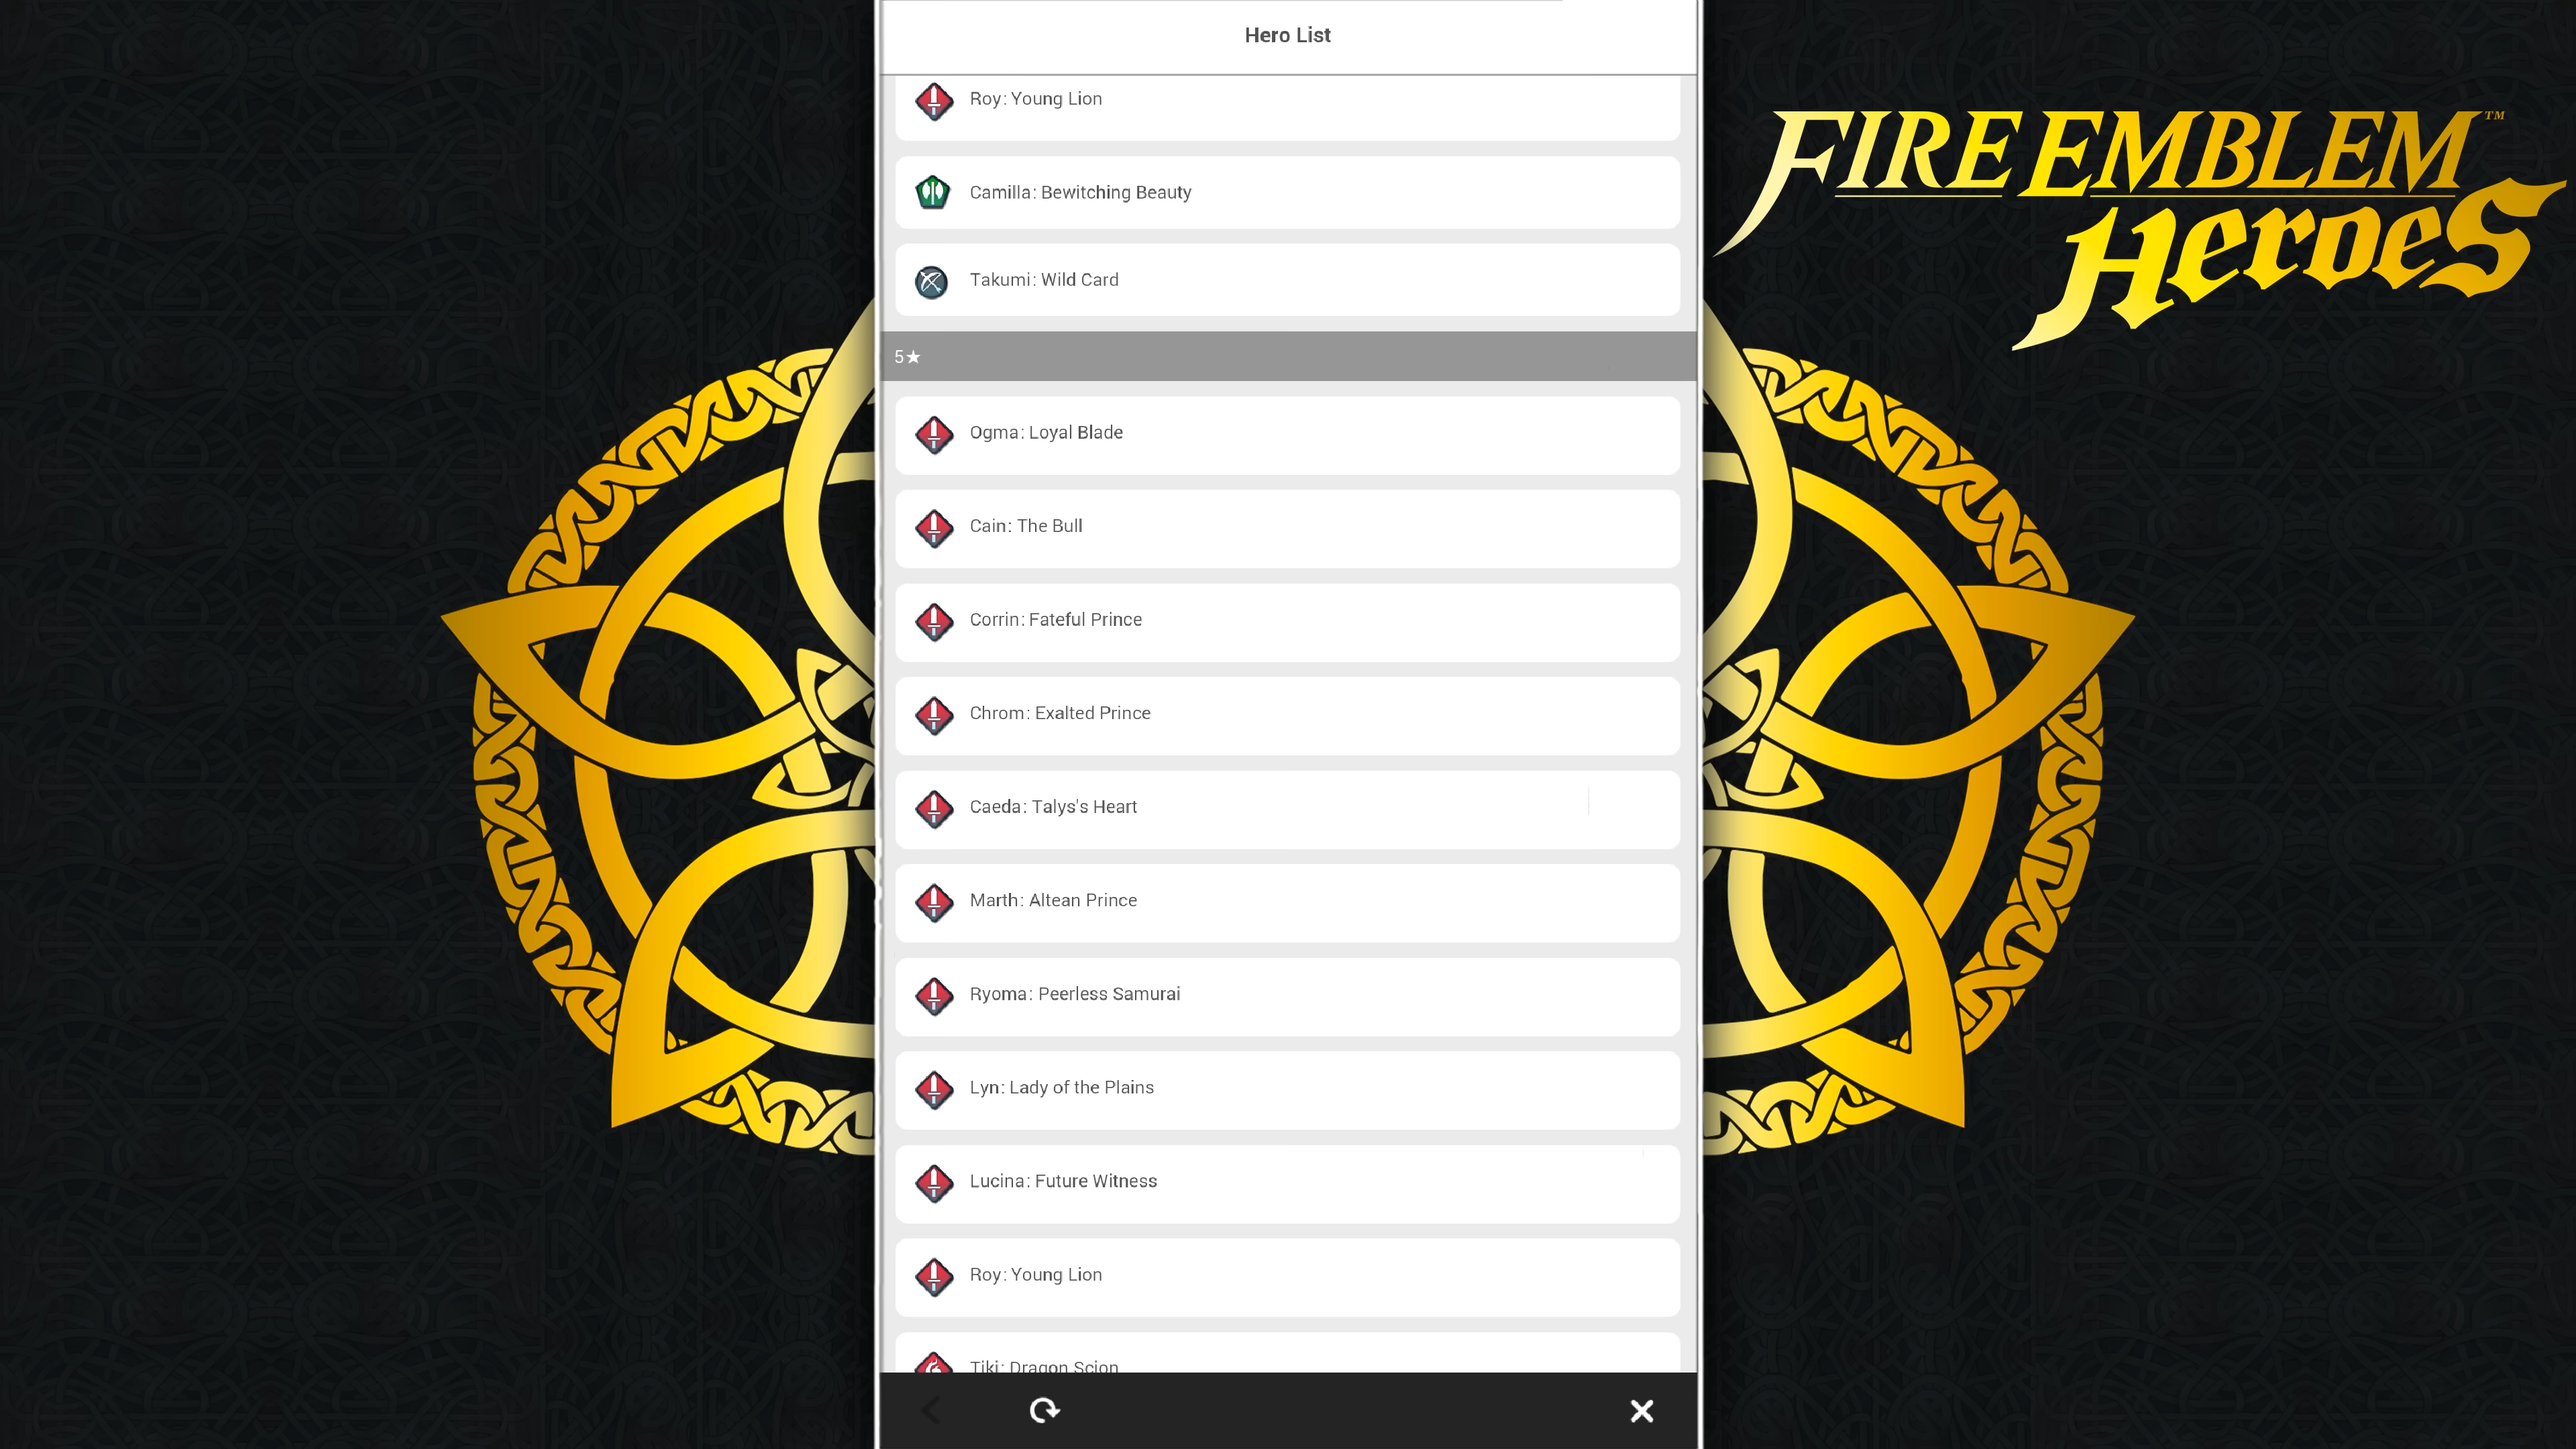 Hero List
Roy: Young Lion
Camilla: Bewitching Beauty
Takumi: Wild Card
5★
Ogma: Loyal Blade
Cain: The Bull
Corrin: Fateful Prince
Chrom: Exalted Prince
Caeda: Talys's Heart
Marth: Altean Prince
Ryoma: Peerless Samurai
Lyn: Lady of the Plains
Lucina: Future Witness
Roy: Young Lion
Tiki: Dragon Scion
FIRE EMBLEM™
Heroes